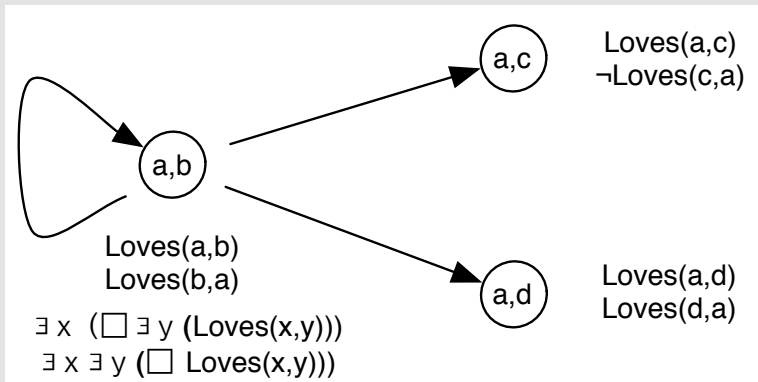 a,c
Loves(a,c)
¬Loves(c,a)
a,b
Loves(a,b)
Loves(b,a)
∃ x (□ ∃ y (Loves(x,y)))
∃ x ∃ y (□ Loves(x,y)))
a,d
Loves(a,d)
Loves(d,a)